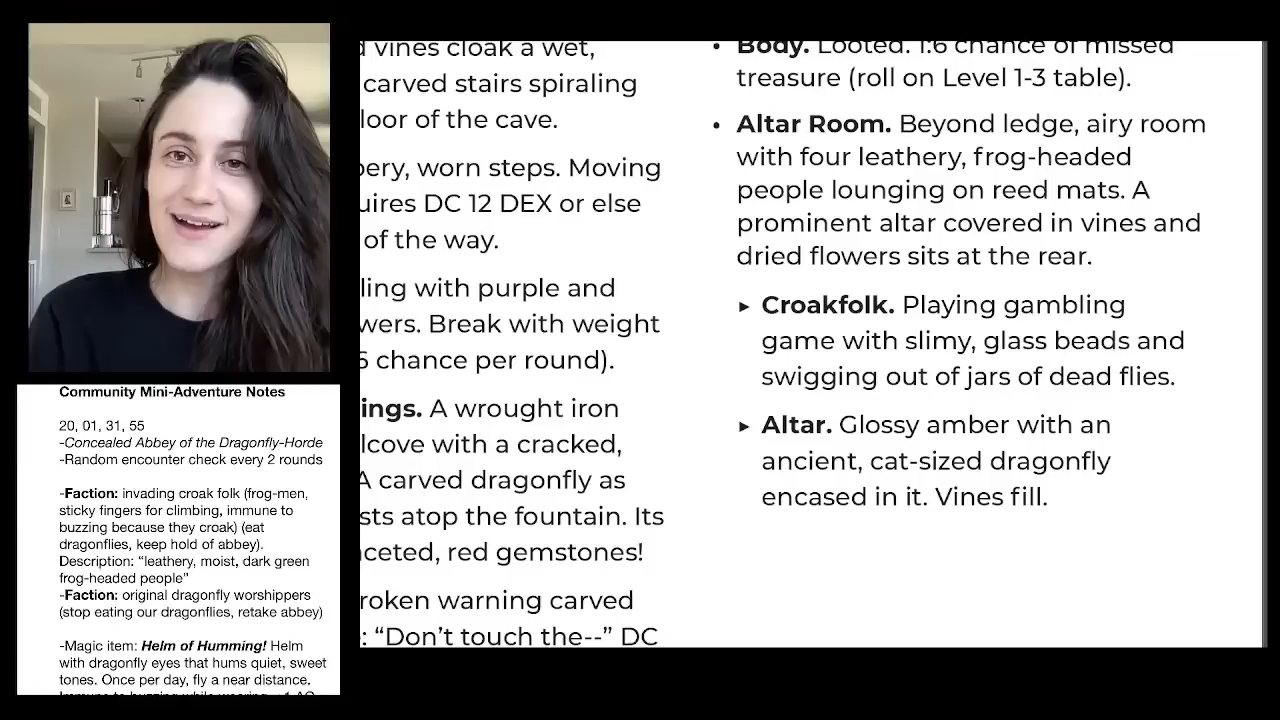 Community Mini-Adventure Notes
20, 01, 31, 55
-Concealed Abbey of the Dragonfly-Horde
-Random encounter check every 2 rounds
-Faction: invading croak folk (frog-men,
sticky fingers for climbing, immune to
buzzing because they croak) (eat
dragonflies, keep hold of abbey).
Description: “leathery, moist, dark green
frog-headed people”
-Faction: original dragonfly worshippers
(stop eating our dragonflies, retake abbey)
-Magic item: Helm of Humming! Helm
with dragonfly eyes that hums quiet, sweet
tones. Once per day, fly a near distance.
Immune to buzzing while wearing. +1 AC
d vines cloak a wet,
carved stairs spiraling
loor of the cave.
pery, worn steps. Moving
uires DC 12 DEX or else
of the way.
ling with purple and
wers. Break with weight
6 chance per round).
ings. A wrought iron
lcove with a cracked,
A carved dragonfly as
sts atop the fountain. Its
aceted, red gemstones!
roken warning carved
: “Don’t touch the--” DC
• Body. Looted. 1:6 chance of missed
treasure (roll on Level 1-3 table).
• Altar Room. Beyond ledge, airy room
with four leathery, frog-headed
people lounging on reed mats. A
prominent altar covered in vines and
dried flowers sits at the rear.
▸ Croakfolk. Playing gambling
game with slimy, glass beads and
swigging out of jars of dead flies.
▸ Altar. Glossy amber with an
ancient, cat-sized dragonfly
encased in it. Vines fill.